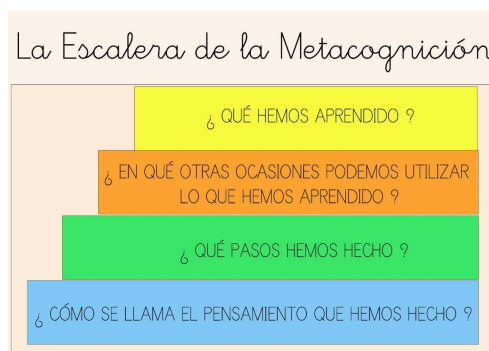 La Escalera de la Metacognición
¿ QUÉ HEMOS APRENDIDO ?
¿ EN QUÉ OTRAS OCASIONES PODEMOS UTILIZAR
LO QUE HEMOS APRENDIDO ?
¿ QUÉ PASOS HEMOS HECHO ?
¿ CÓMO SE LLAMA EL PENSAMIENTO QUE HEMOS HECHO ?